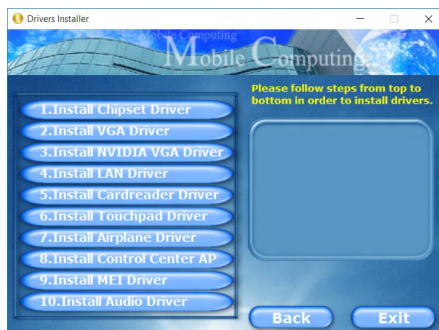 Drivers Installer
Mobile Computing
Mobile Computing
Please follow steps from top to
bottom in order to install drivers.
1.Install Chipset Driver
2.Install VGA Driver
3.Install NVIDIA VGA Driver
4.Install LAN Driver
5.Install Cardreader Driver
6.Install Touchpad Driver
7.Install Airplane Driver
8.Install Control Center AP
9.Install MEI Driver
10.Install Audio Driver
Back
Exit